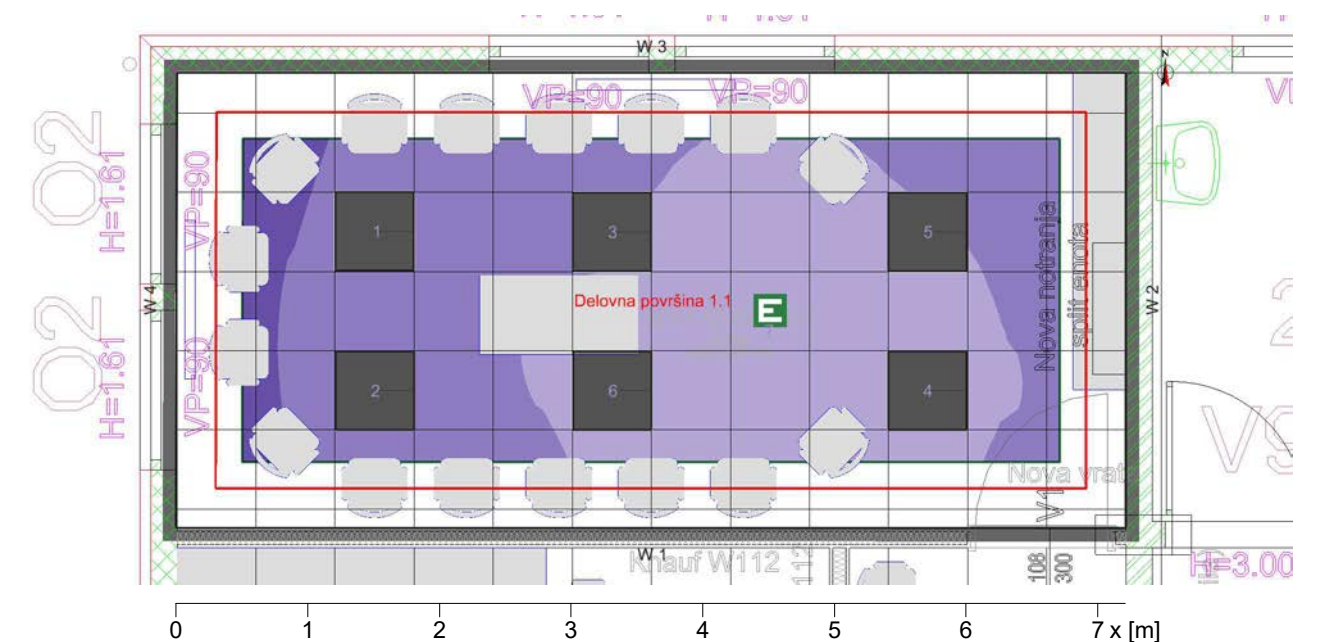 W 3
VP=90
VP=90
O2
H=1.61
VP=90
1
3
5
Nova notranja
split enota
Delovna površina 1.1
E
W 4
W 2
O2
H=1.61
VP=90
2
6
4
Nova vrata
V1
W 1
Knauf W112
112
108
300
H=3.00
0 1 2 3 4 5 6 7 x [m]